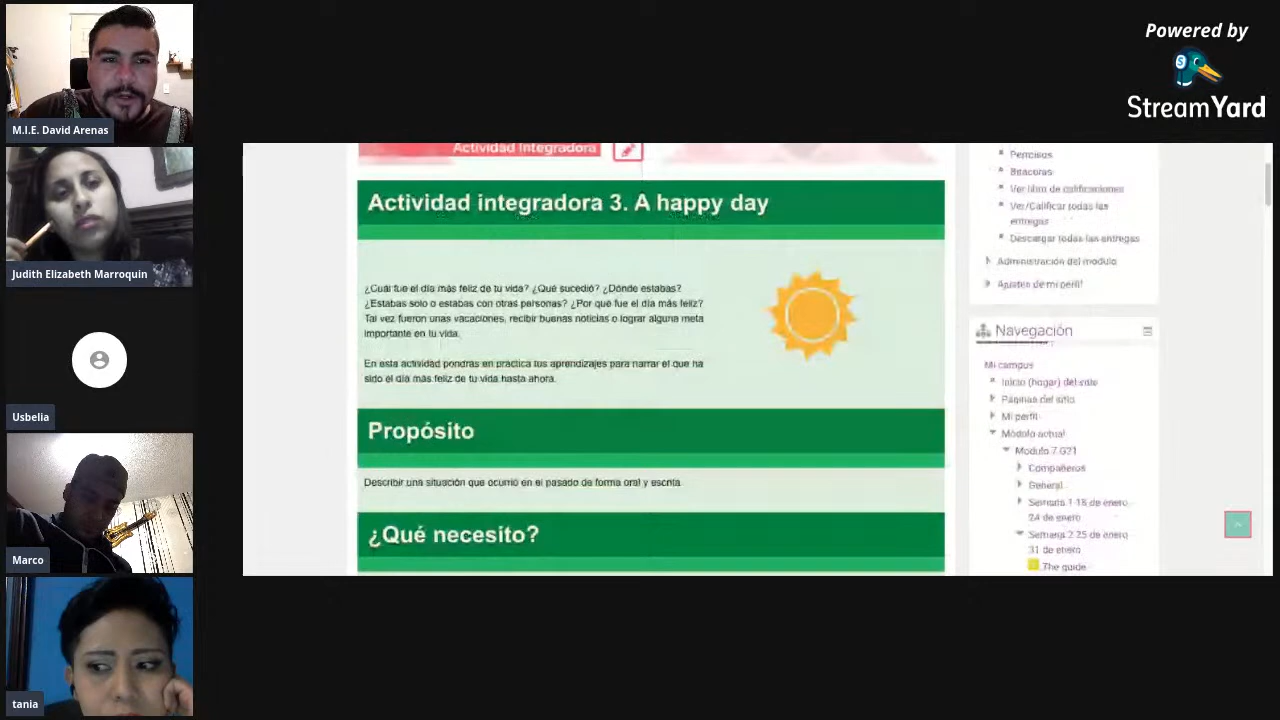 M.I.E. David Arenas
Judith Elizabeth Marroquin
Usbelia
Marco
tania
Powered by
StreamYard
Actividad Integradora
Actividad integradora 3. A happy day
¿Cuál fue el día más feliz de tu vida? ¿Qué sucedió? ¿Dónde estabas?
¿Estabas solo o estabas con otras personas? ¿Por qué fue el día más feliz?
Tal vez fueron unas vacaciones, recibir buenas noticias o lograr alguna meta
importante en tu vida.
En esta actividad pondrás en práctica tus aprendizajes para narrar el que ha
sido el día más feliz de tu vida hasta ahora.
Propósito
Describir una situación que ocurrió en el pasado de forma oral y escrita.
¿Qué necesito?
Permisos
Bitácoras
Ver libro de calificaciones
Ver/Calificar todas las
entregas
Descargar todas las entregas
Administración del módulo
Ajustes de mi perfil
Navegación
Mi campus
Inicio (hogar) del sitio
Páginas del sitio
Mi perfil
Módulo actual
Modulo 7 G21
Compañeros
General
Semana 1-18 de enero-
24 de enero
Semana 2 25 de enero-
31 de enero
The guide